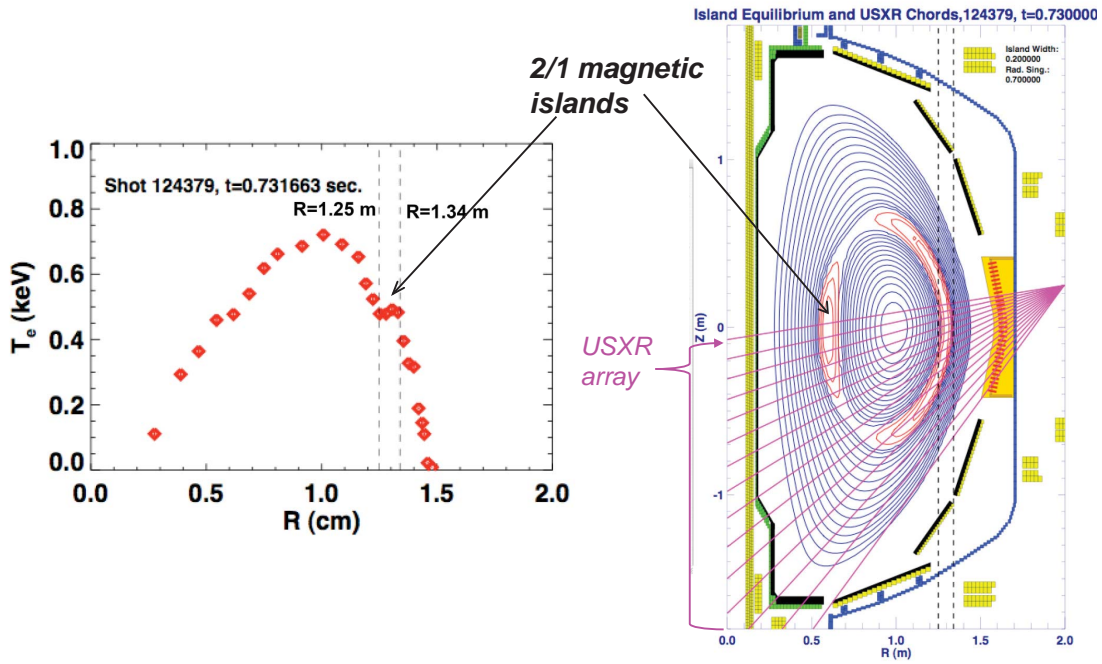 Island Equilibrium and USXR Chords,124379, t=0.730000
Island Width:
0.200000
Rad. Sing.:
0.700000
2/1 magnetic
islands
Shot 124379, t=0.731663 sec.
R=1.25 m
R=1.34 m
1.0
0.8
0.6
0.4
0.2
0.0
T_e (keV)
0.0 0.5 1.0 1.5 2.0
R (cm)
USXR
array
1
0
-1
Z (m)
0.0 0.5 1.0 1.5 2.0
R (m)